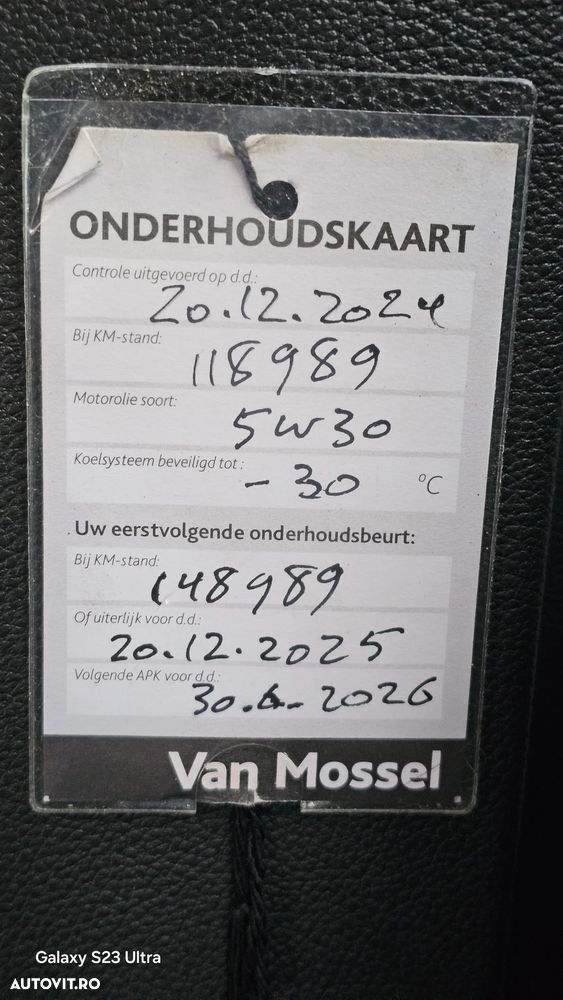 ONDERHOUDSKAART
Controle uitgevoerd op d.d.:
20.12.2024
Bij KM-stand:
118989
Motorolie soort:
5W30
Koelsysteem beveiligd tot :
-30 °C
Uw eerstvolgende onderhoudsbeurt:
Bij KM-stand:
148989
Of uiterlijk voor d.d.:
20.12.2025
Volgende APK voor d.d.:
30.6-2026
Van Mossel
Galaxy S23 Ultra
AUTOVIT.RO